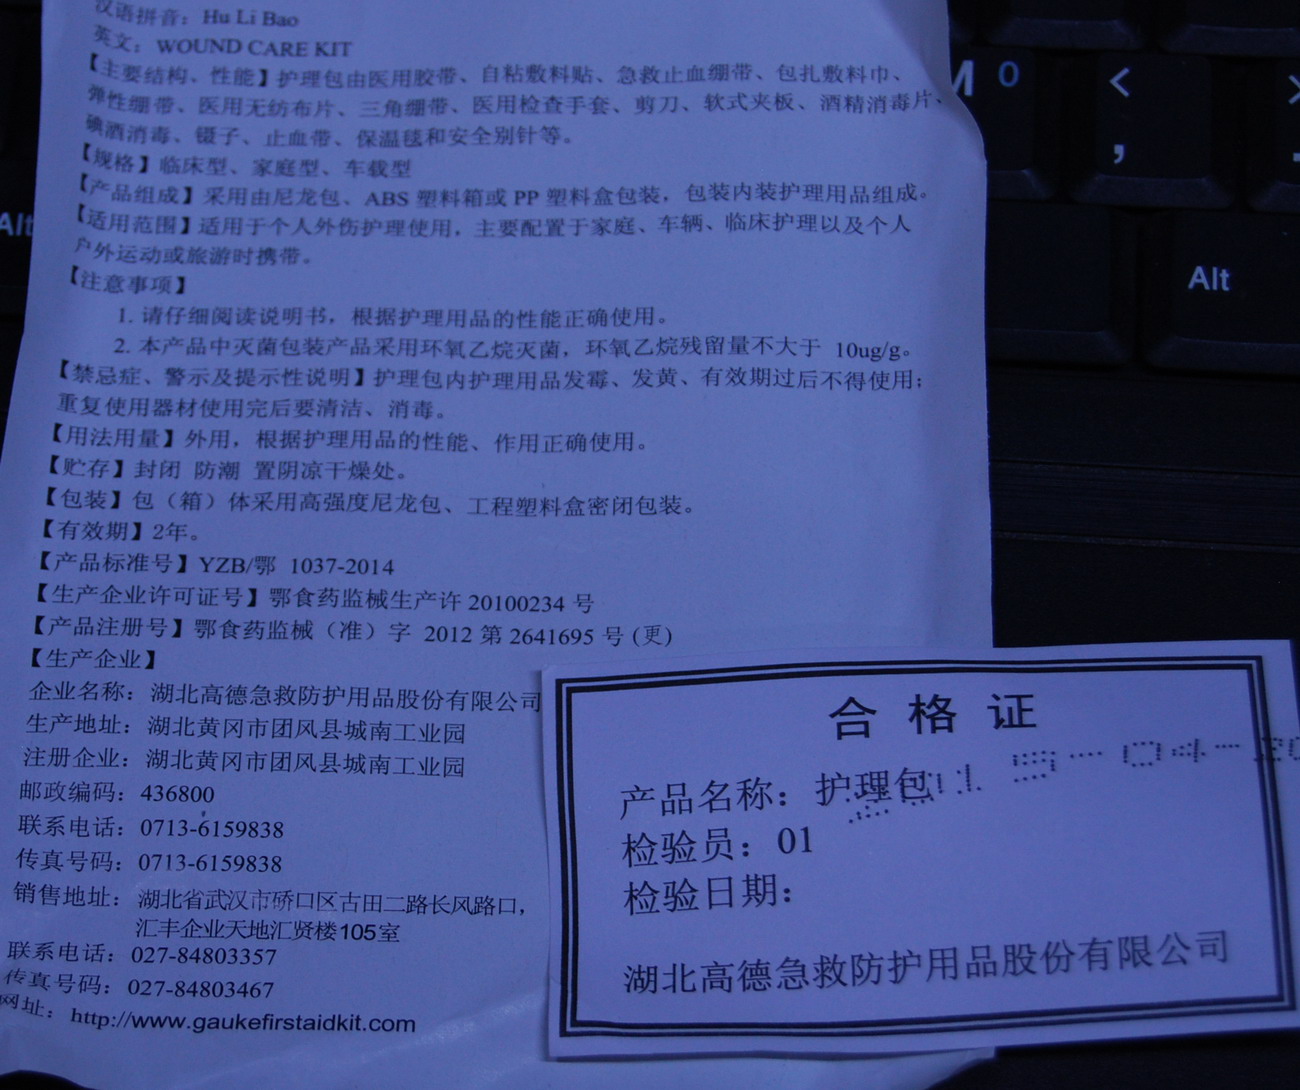 汉语拼音：Hu Li Bao
英文：WOUND CARE KIT
【主要结构、性能】护理包由医用胶带、自粘敷料贴、急救止血绷带、包扎敷料巾、
弹性绷带、医用无纺布片、三角绷带、医用检查手套、剪刀、软式夹板、酒精消毒片、
碘酒消毒、镊子、止血带、保温毯和安全别针等。
【规格】临床型、家庭型、车载型
【产品组成】采用由尼龙包、ABS 塑料箱或 PP 塑料盒包装，包装内装护理用品组成。
【适用范围】适用于个人外伤护理使用，主要配置于家庭、车辆、临床护理以及个人
户外运动或旅游时携带。
【注意事项】
1. 请仔细阅读说明书，根据护理用品的性能正确使用。
2. 本产品中灭菌包装产品采用环氧乙烷灭菌，环氧乙烷残留量不大于 10ug/g。
【禁忌症、警示及提示性说明】护理包内护理用品发霉、发黄、有效期过后不得使用；
重复使用器材使用完后要清洁、消毒。
【用法用量】外用，根据护理用品的性能、作用正确使用。
【贮存】封闭 防潮 置阴凉干燥处。
【包装】包（箱）体采用高强度尼龙包、工程塑料盒密闭包装。
【有效期】2年。
【产品标准号】YZB/鄂 1037-2014
【生产企业许可证号】鄂食药监械生产许 20100234 号
【产品注册号】鄂食药监械（准）字 2012 第 2641695 号 (更)
【生产企业】
企业名称：湖北高德急救防护用品股份有限公司
生产地址：湖北黄冈市团风县城南工业园
注册企业：湖北黄冈市团风县城南工业园
邮政编码：436800
联系电话：0713-6159838
传真号码：0713-6159838
销售地址：湖北省武汉市硚口区古田二路长风路口，
汇丰企业天地汇贤楼105室
联系电话：027-84803357
传真号码：027-84803467
网址：http://www.gaukefirstaidkit.com
合格证
产品名称：护理包
检验员：01
检验日期：
湖北高德急救防护用品股份有限公司
M 0
<
,
Alt
Alt